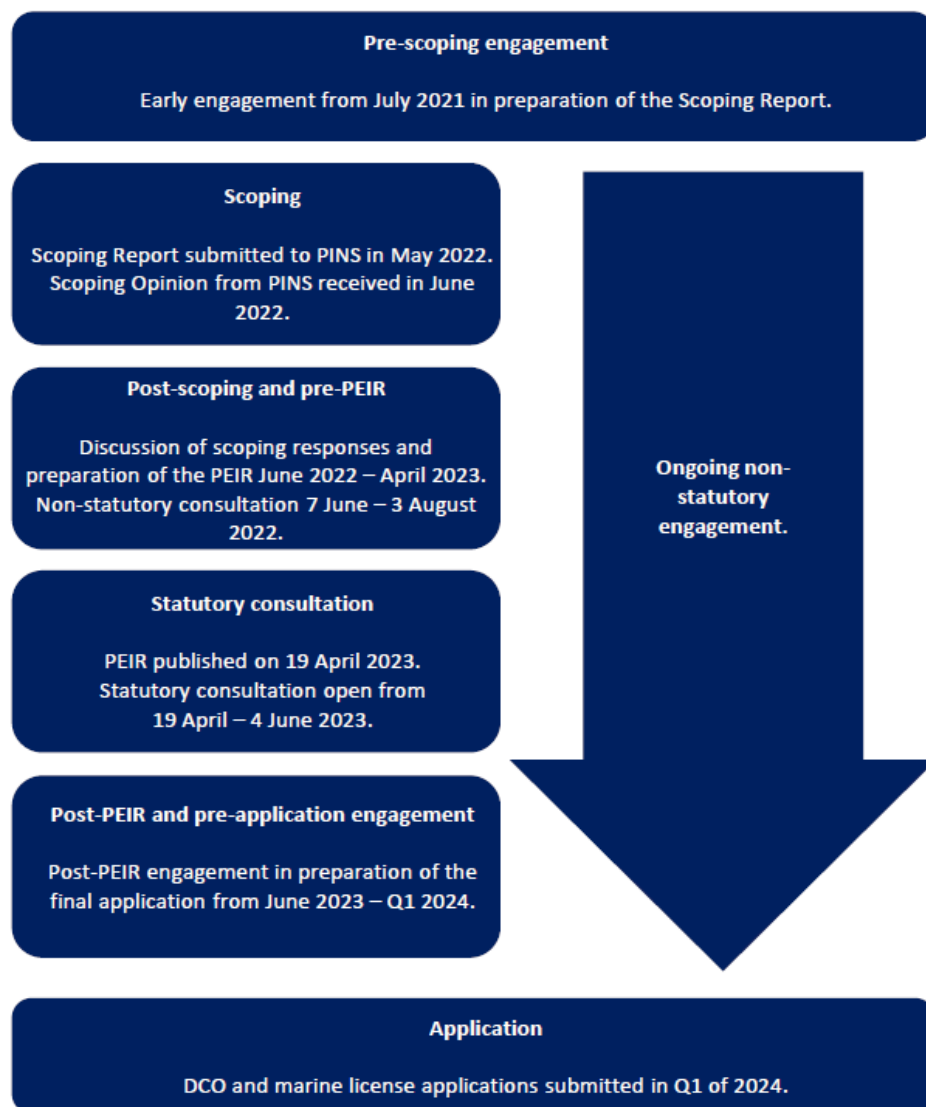 Pre-scoping engagement
Early engagement from July 2021 in preparation of the Scoping Report.
Scoping
Scoping Report submitted to PINS in May 2022.
Scoping Opinion from PINS received in June
2022.
Post-scoping and pre-PEIR
Discussion of scoping responses and
preparation of the PEIR June 2022 – April 2023.
Non-statutory consultation 7 June – 3 August
2022.
Statutory consultation
PEIR published on 19 April 2023.
Statutory consultation open from
19 April – 4 June 2023.
Post-PEIR and pre-application engagement
Post-PEIR engagement in preparation of the
final application from June 2023 – Q1 2024.
Ongoing non-
statutory
engagement.
Application
DCO and marine license applications submitted in Q1 of 2024.